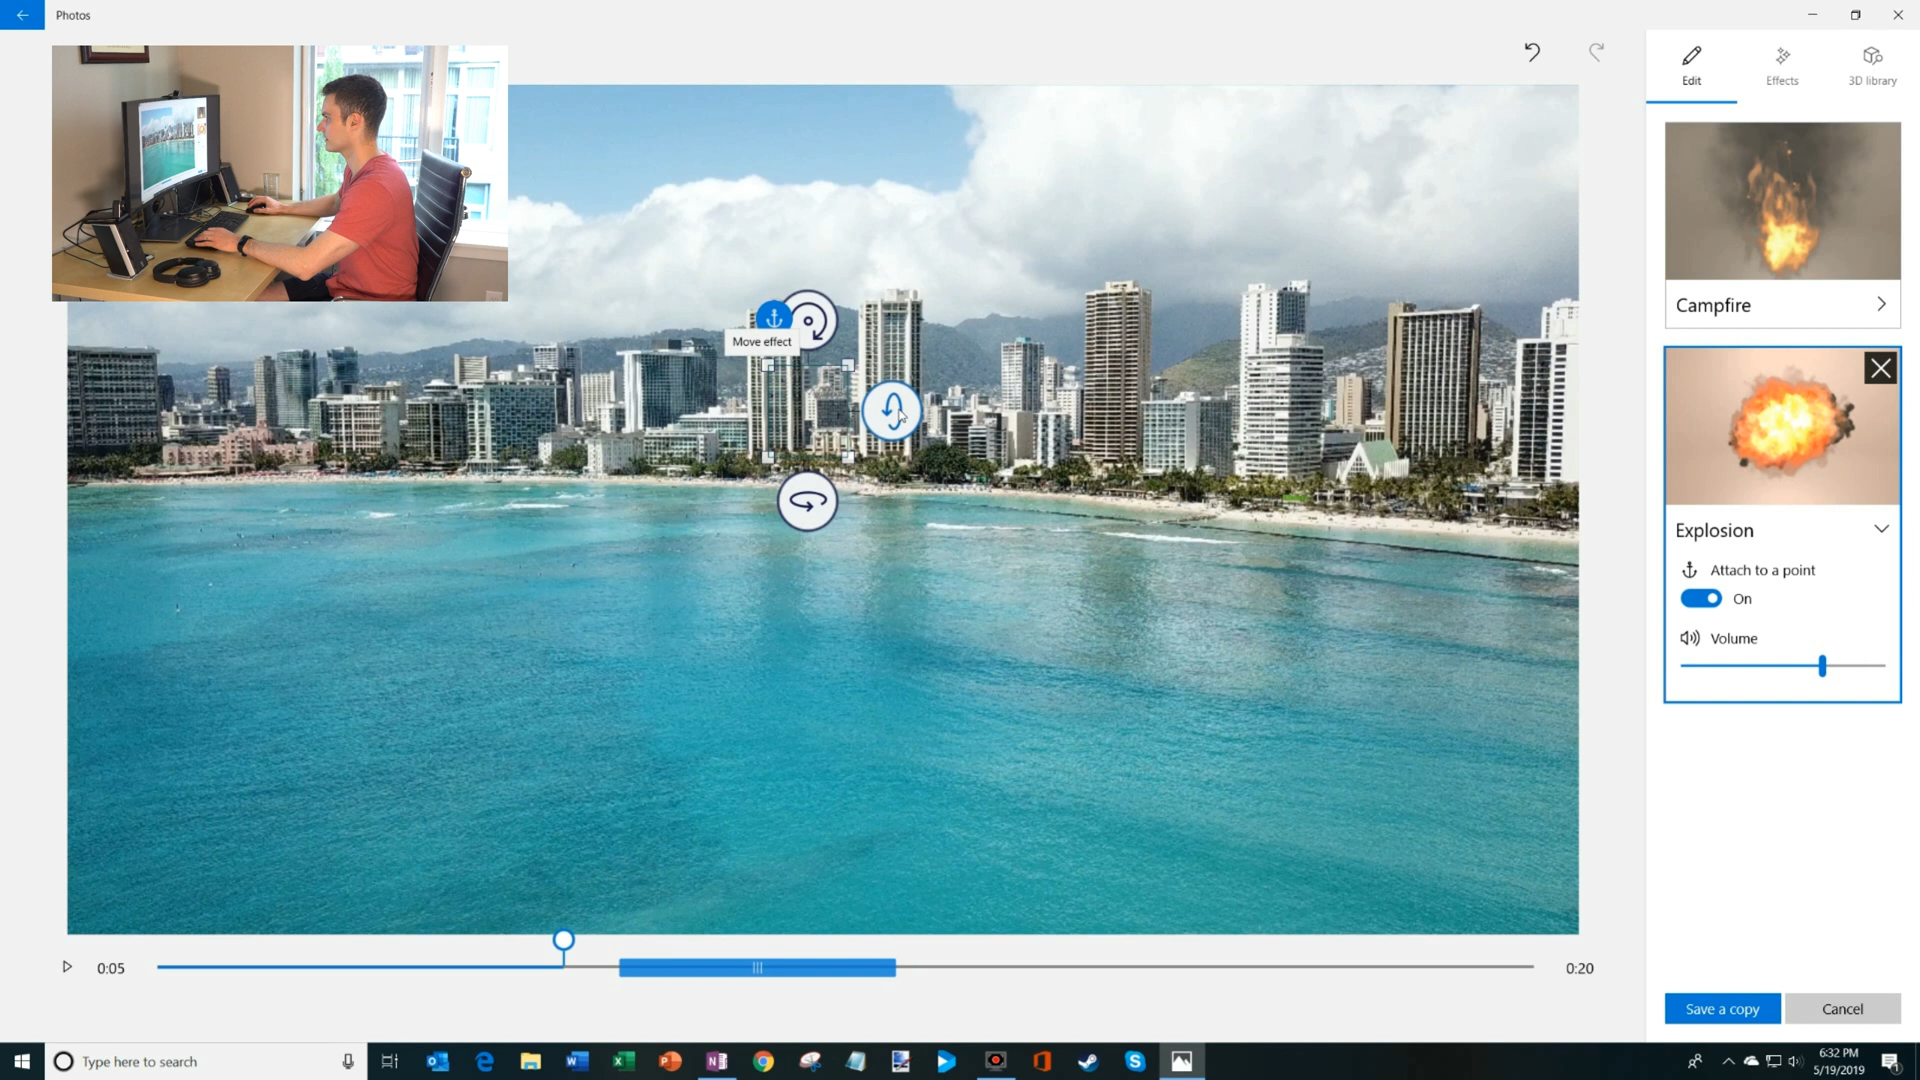 Photos
Edit
Effects
3D library
Campfire
Move effect
Explosion
Attach to a point
On
Volume
0:05
0:20
Save a copy
Cancel
Type here to search
6:32 PM
5/19/2019